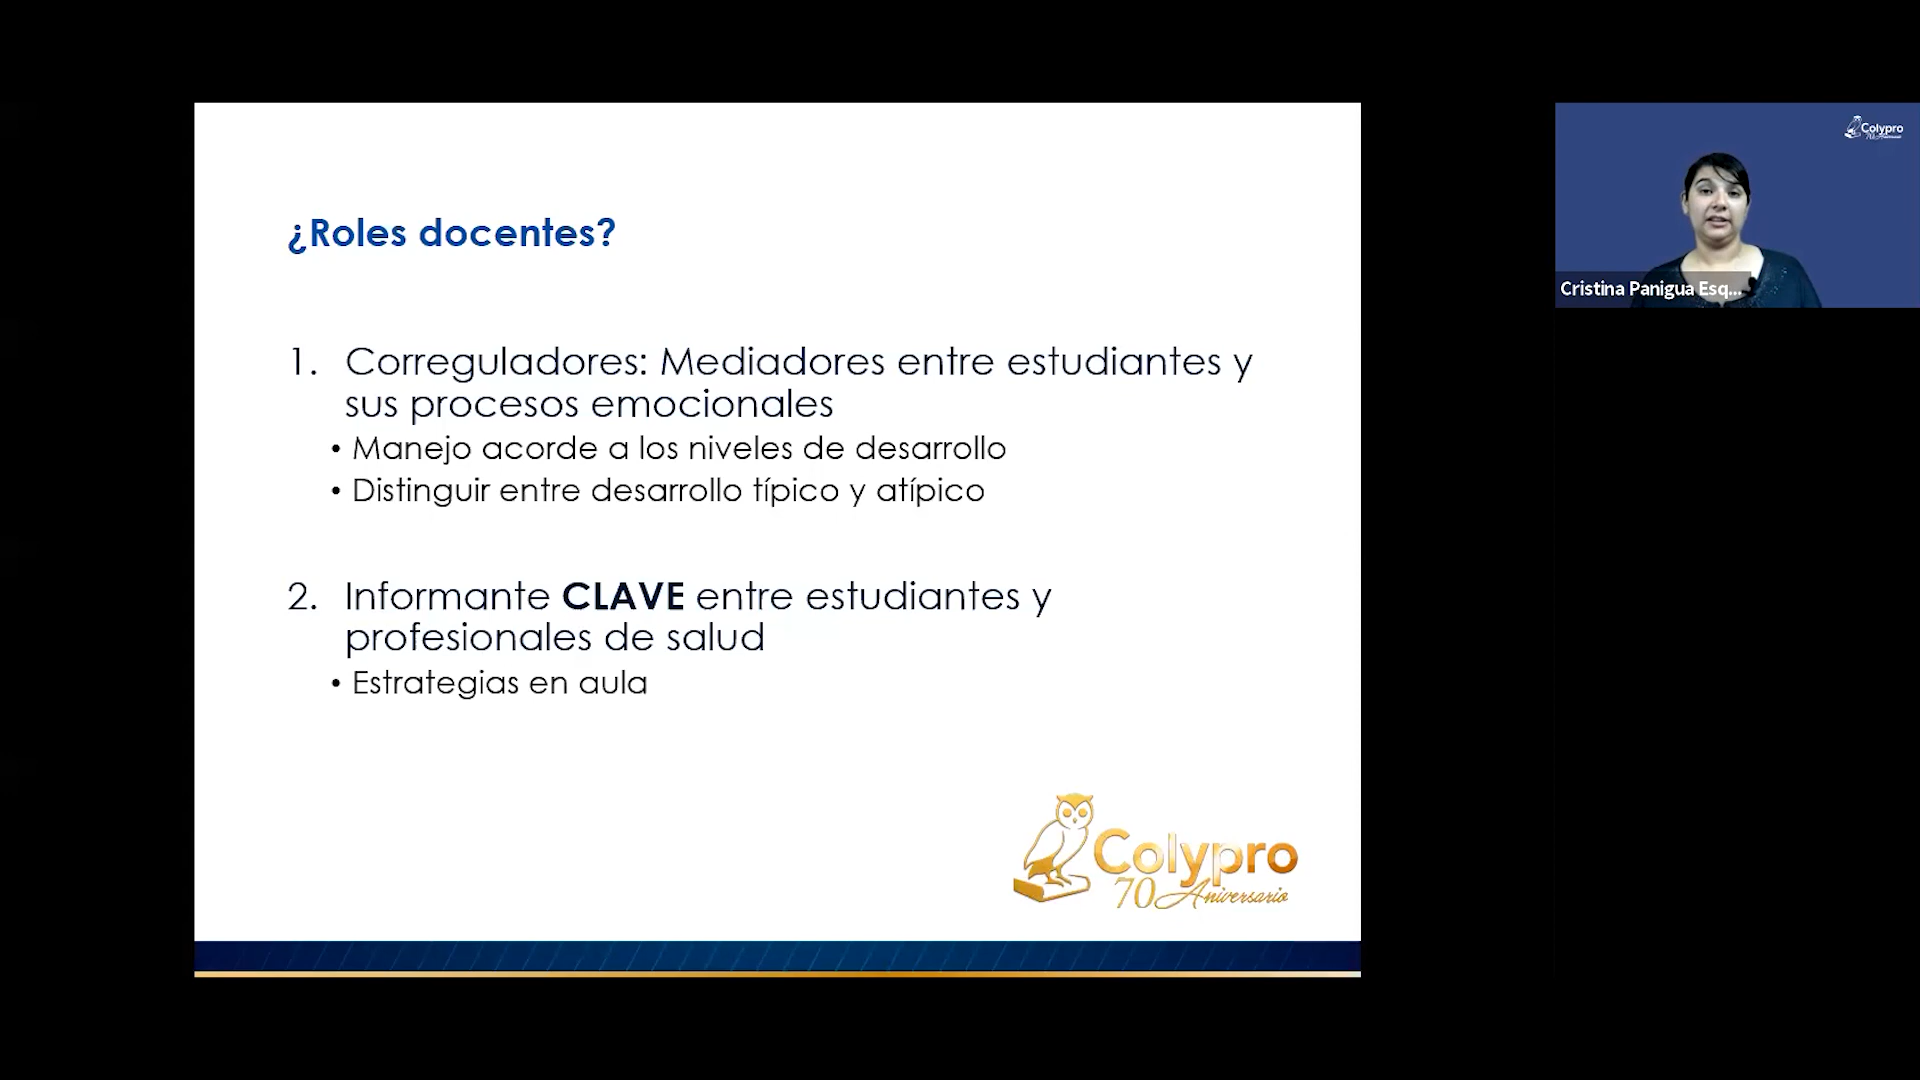 ¿Roles docentes?
1. Correguladores: Mediadores entre estudiantes y
sus procesos emocionales
• Manejo acorde a los niveles de desarrollo
• Distinguir entre desarrollo típico y atípico
2. Informante CLAVE entre estudiantes y
profesionales de salud
• Estrategias en aula
Colypro
70 Aniversario
Colypro
70 Aniversario
Cristina Panigua Esq...